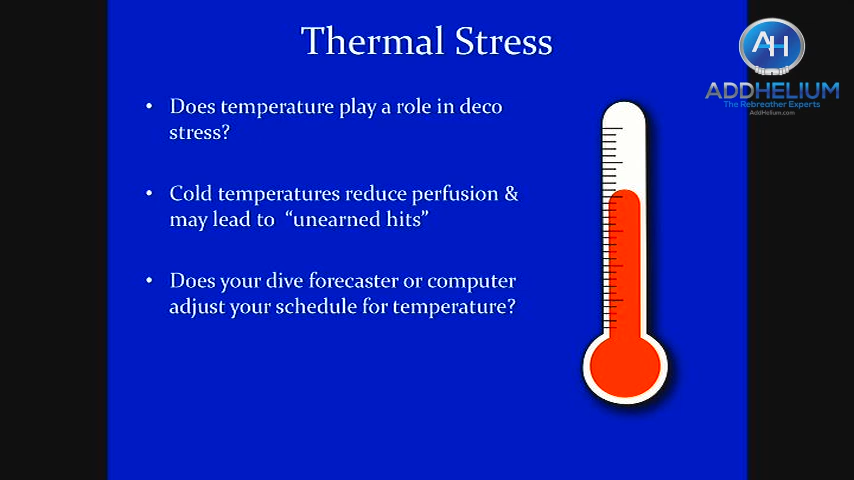 Thermal Stress
• Does temperature play a role in deco
stress?
• Cold temperatures reduce perfusion &
may lead to “unearned hits”
• Does your dive forecaster or computer
adjust your schedule for temperature?
AH
ADDHELIUM
The Rebreather Experts
AddHelium.com